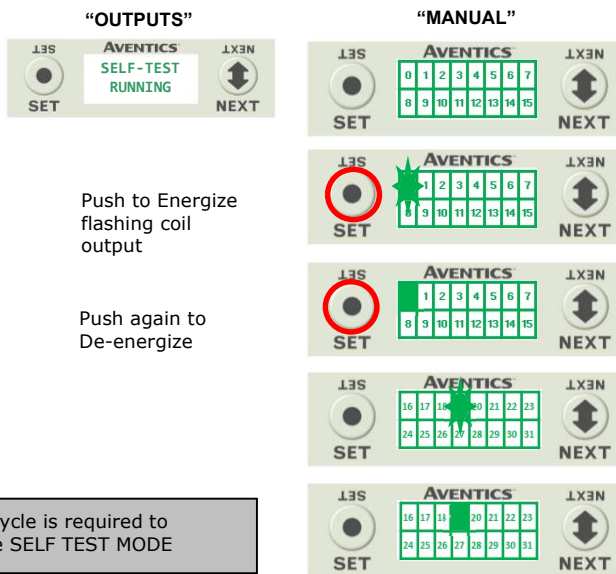 "OUTPUTS"
SET AVENTICS NEXT
SELF-TEST
RUNNING
SET NEXT
"MANUAL"
SET AVENTICS NEXT
0 1 2 3 4 5 6 7
8 9 10 11 12 13 14 15
SET NEXT
Push to Energize
flashing coil
output
SET AVENTICS NEXT
1 2 3 4 5 6 7
8 9 10 11 12 13 14 15
SET NEXT
Push again to
De-energize
SET AVENTICS NEXT
1 2 3 4 5 6 7
8 9 10 11 12 13 14 15
SET NEXT
SET AVENTICS NEXT
16 17 18 20 21 22 23
24 25 26 27 28 29 30 31
SET NEXT
ycle is required to
SELF TEST MODE
SET AVENTICS NEXT
16 17 18 20 21 22 23
24 25 26 27 28 29 30 31
SET NEXT